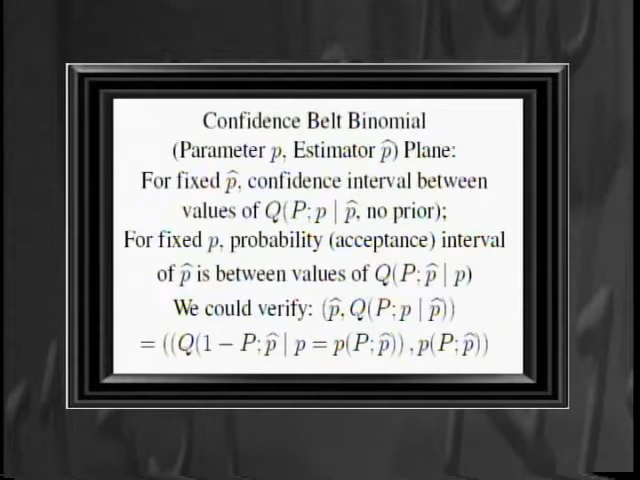 Confidence Belt Binomial
(Parameter p, Estimator p̂) Plane:
For fixed p̂, confidence interval between
values of Q(P; p | p̂, no prior);
For fixed p, probability (acceptance) interval
of p̂ is between values of Q(P; p̂ | p)
We could verify: (p̂, Q(P; p | p̂))
= ((Q(1 − P; p̂ | p = p(P; p̂)), p(P; p̂))